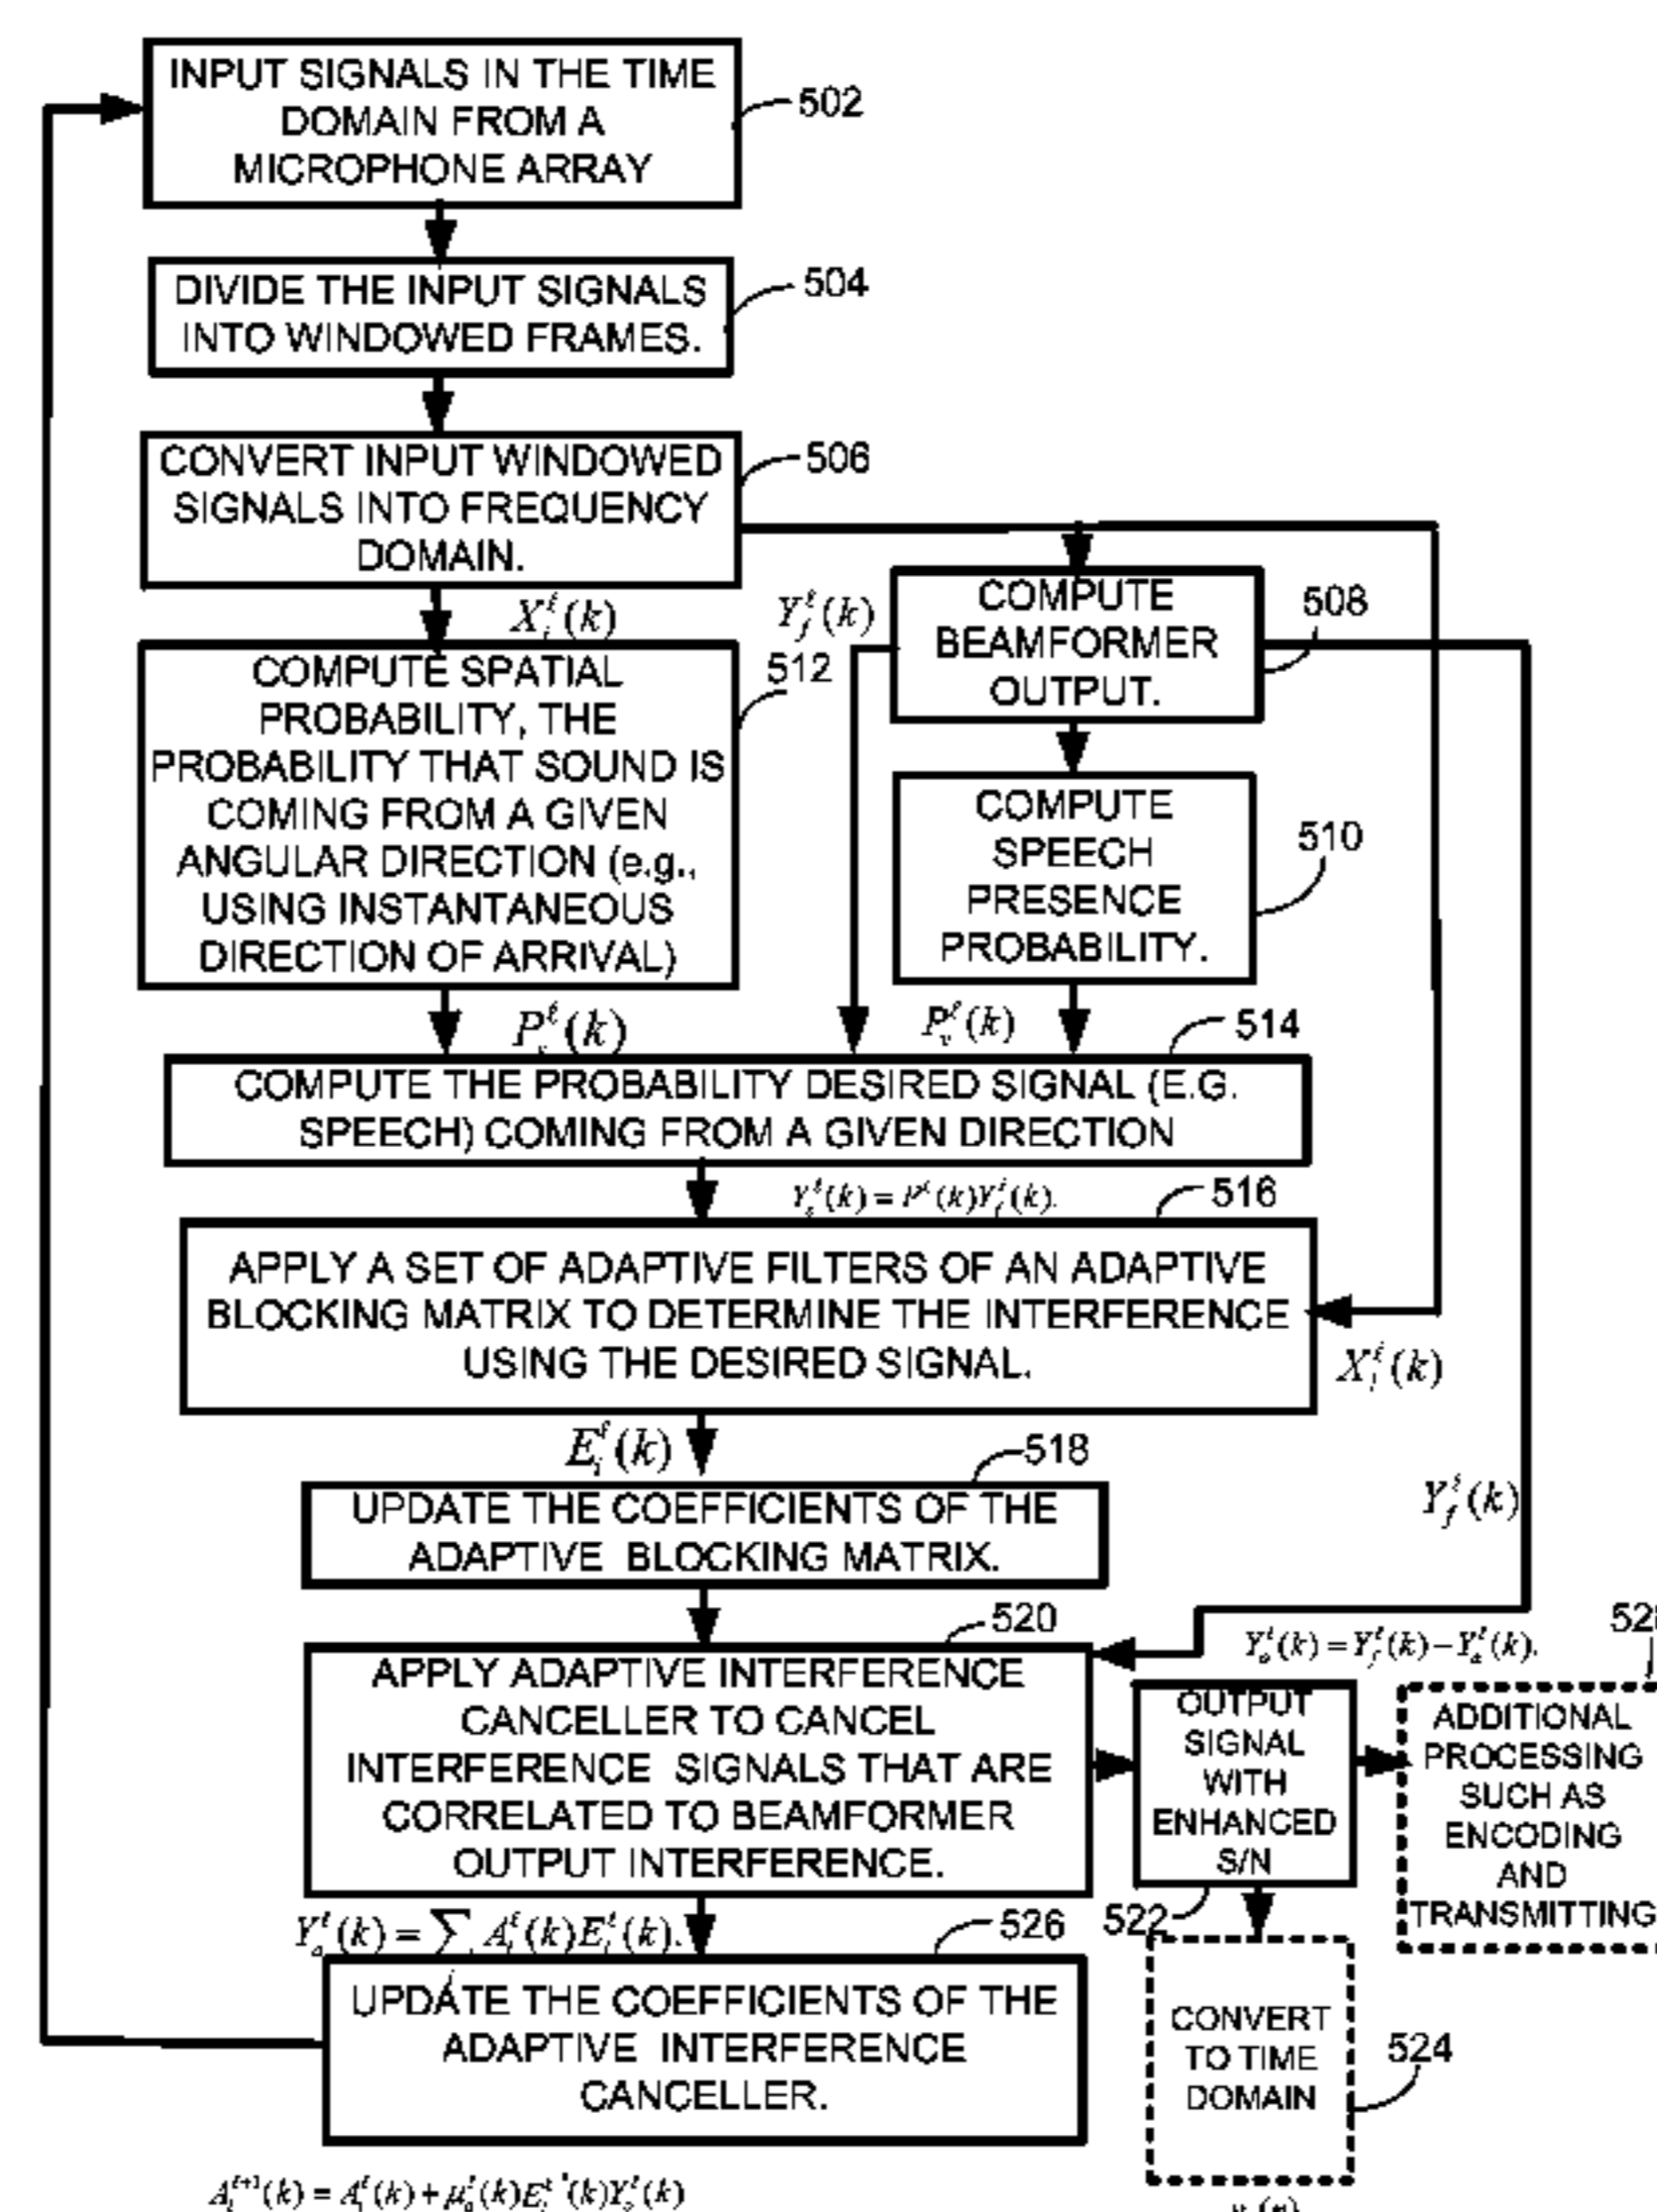 INPUT SIGNALS IN THE TIME
DOMAIN FROM A
MICROPHONE ARRAY
502
DIVIDE THE INPUT SIGNALS
INTO WINDOWED FRAMES.
504
CONVERT INPUT WINDOWED
SIGNALS INTO FREQUENCY
DOMAIN.
506
X_i^ℓ(k)
COMPUTE SPATIAL
PROBABILITY, THE
PROBABILITY THAT SOUND IS
COMING FROM A GIVEN
ANGULAR DIRECTION (e.g.,
USING INSTANTANEOUS
DIRECTION OF ARRIVAL)
512
Y_f^ℓ(k)
COMPUTE
BEAMFORMER
OUTPUT.
508
COMPUTE
SPEECH
PRESENCE
PROBABILITY.
510
P_v^ℓ(k)
514
COMPUTE THE PROBABILITY DESIRED SIGNAL (E.G.
SPEECH) COMING FROM A GIVEN DIRECTION
516
APPLY A SET OF ADAPTIVE FILTERS OF AN ADAPTIVE
BLOCKING MATRIX TO DETERMINE THE INTERFERENCE
USING THE DESIRED SIGNAL.
X_i^ℓ(k)
E_i^ℓ(k)
518
UPDATE THE COEFFICIENTS OF THE
ADAPTIVE BLOCKING MATRIX.
Y_f^ℓ(k)
520
APPLY ADAPTIVE INTERFERENCE
CANCELLER TO CANCEL
INTERFERENCE SIGNALS THAT ARE
CORRELATED TO BEAMFORMER
OUTPUT INTERFERENCE.
Y_o^ℓ(k) = Y_f^ℓ(k) − Y_a^ℓ(k).
OUTPUT
SIGNAL
WITH
ENHANCED
S/N
522
ADDITIONAL
PROCESSING
SUCH AS
ENCODING
AND
TRANSMITTING
Y_a^ℓ(k) = ∑_i A_i^ℓ(k)E_i^ℓ(k).
526
UPDATE THE COEFFICIENTS OF THE
ADAPTIVE INTERFERENCE
CANCELLER.
CONVERT
TO TIME
DOMAIN
524